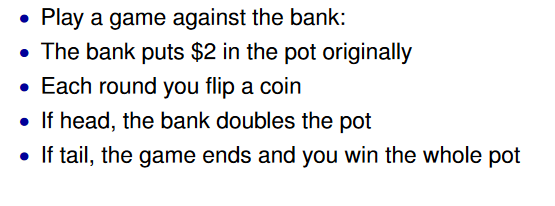 • Play a game against the bank:
• The bank puts $2 in the pot originally
• Each round you flip a coin
• If head, the bank doubles the pot
• If tail, the game ends and you win the whole pot